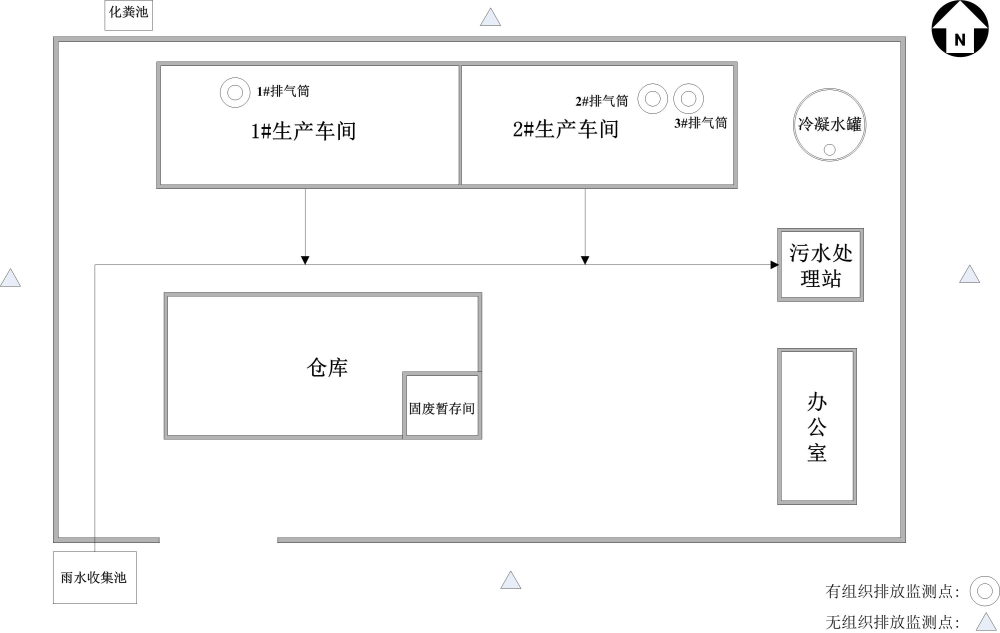 化粪池
N
1#排气筒
1#生产车间
2#排气筒
3#排气筒
2#生产车间
冷凝水罐
污水处
理站
仓库
固废暂存间
办
公
室
雨水收集池
有组织排放监测点：
无组织排放监测点：